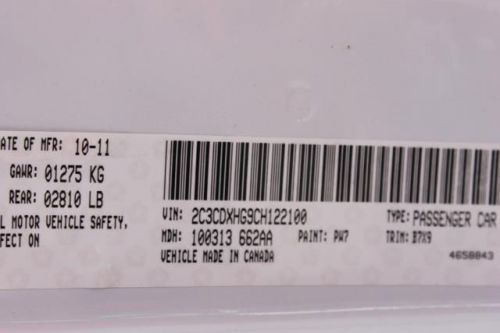 ATE OF MFR: 10-11
GAWR: 01275 KG
REAR: 02810 LB
L MOTOR VEHICLE SAFETY,
FECT ON
VIN: 2C3CDXHG9CH122100 TYPE: PASSENGER CAR
MDH: 100313 662AA PAINT: PW7 TRIM: B7X9
VEHICLE MADE IN CANADA 4658843